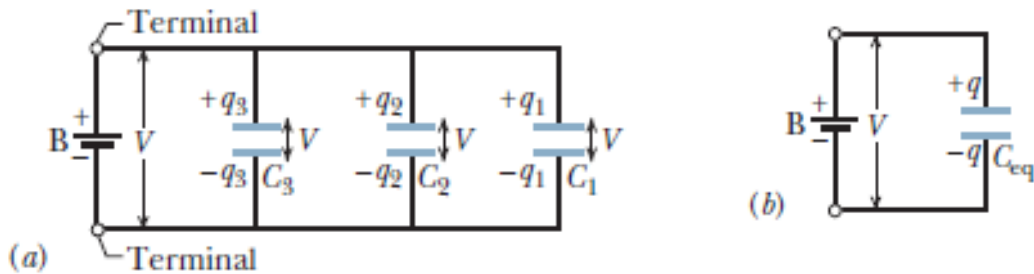 Terminal
+
B
−
V
+q3
−q3
C3
V
+q2
−q2
C2
V
+q1
−q1
C1
V
Terminal
(a)
+
B
−
V
+q
−q
Ceq
(b)